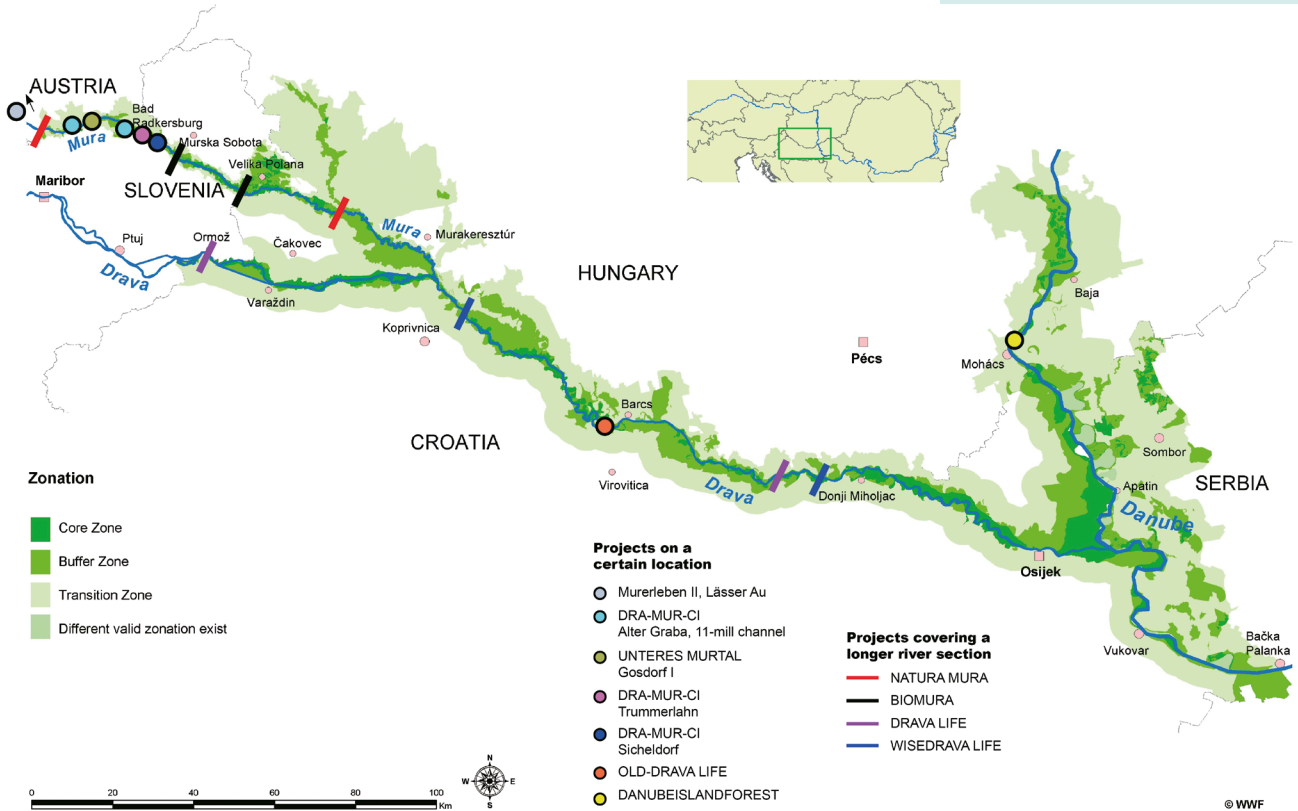 AUSTRIA
Bad
Radkersburg
Mura
Murska Sobota
Velika Polana
SLOVENIA
Maribor
Ptuj
Ormož
Čakovec
Mura
Murakeresztúr
Drava
Varaždin
HUNGARY
Koprivnica
Pécs
Baja
Mohács
Barcs
CROATIA
Virovitica
Drava
Donji Miholjac
Sombor
Apatin
SERBIA
Danube
Osijek
Vukovar
Bačka
Palanka
Zonation
Core Zone
Buffer Zone
Transition Zone
Different valid zonation exist
Projects on a
certain location
Murerleben II, Lässer Au
DRA-MUR-CI
Alter Graba, 11-mill channel
UNTERES MURTAL
Gosdorf I
DRA-MUR-CI
Trummerlahn
DRA-MUR-CI
Sicheldorf
OLD-DRAVA LIFE
DANUBEISLANDFOREST
Projects covering a
longer river section
NATURA MURA
BIOMURA
DRAVA LIFE
WISEDRAVA LIFE
0 20 40 60 80 100
Km
N
W E
S
© WWF